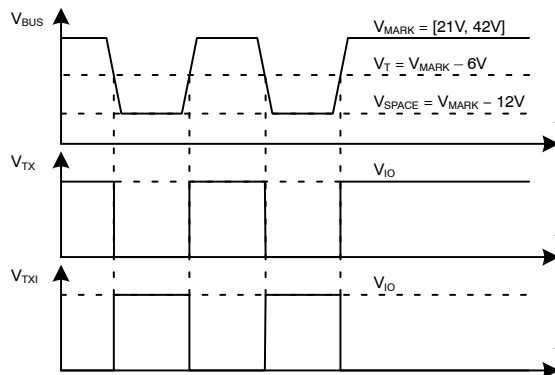 VBUS
VMARK = [21V, 42V]
VT = VMARK – 6V
VSPACE = VMARK – 12V
VTX
VIO
VTXI
VIO